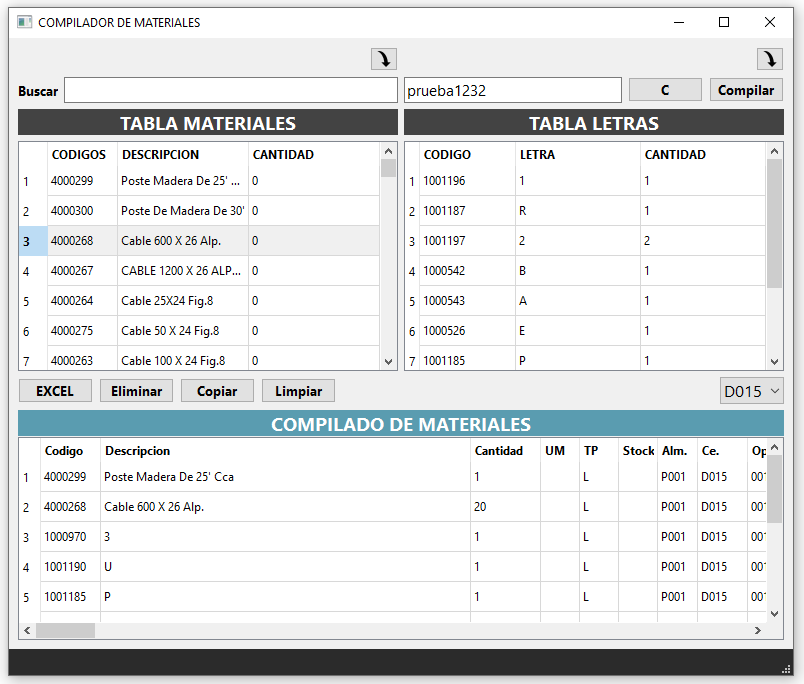 COMPILADOR DE MATERIALES
Buscar prueba1232 C Compilar
TABLA MATERIALES
CODIGOS DESCRIPCION CANTIDAD
1 4000299 Poste Madera De 25' ... 0
2 4000300 Poste De Madera De 30' 0
3 4000268 Cable 600 X 26 Alp. 0
4 4000267 CABLE 1200 X 26 ALP... 0
5 4000264 Cable 25X24 Fig.8 0
6 4000275 Cable 50 X 24 Fig.8 0
7 4000263 Cable 100 X 24 Fig.8 0
TABLA LETRAS
CODIGO LETRA CANTIDAD
1 1001196 1 1
2 1001187 R 1
3 1001197 2 2
4 1000542 B 1
5 1000543 A 1
6 1000526 E 1
7 1001185 P 1
EXCEL Eliminar Copiar Limpiar D015
COMPILADO DE MATERIALES
Codigo Descripcion Cantidad UM TP Stock Alm. Ce. Op
1 4000299 Poste Madera De 25' Cca 1 L P001 D015 001
2 4000268 Cable 600 X 26 Alp. 20 L P001 D015 001
3 1000970 3 1 L P001 D015 001
4 1001190 U 1 L P001 D015 001
5 1001185 P 1 L P001 D015 001